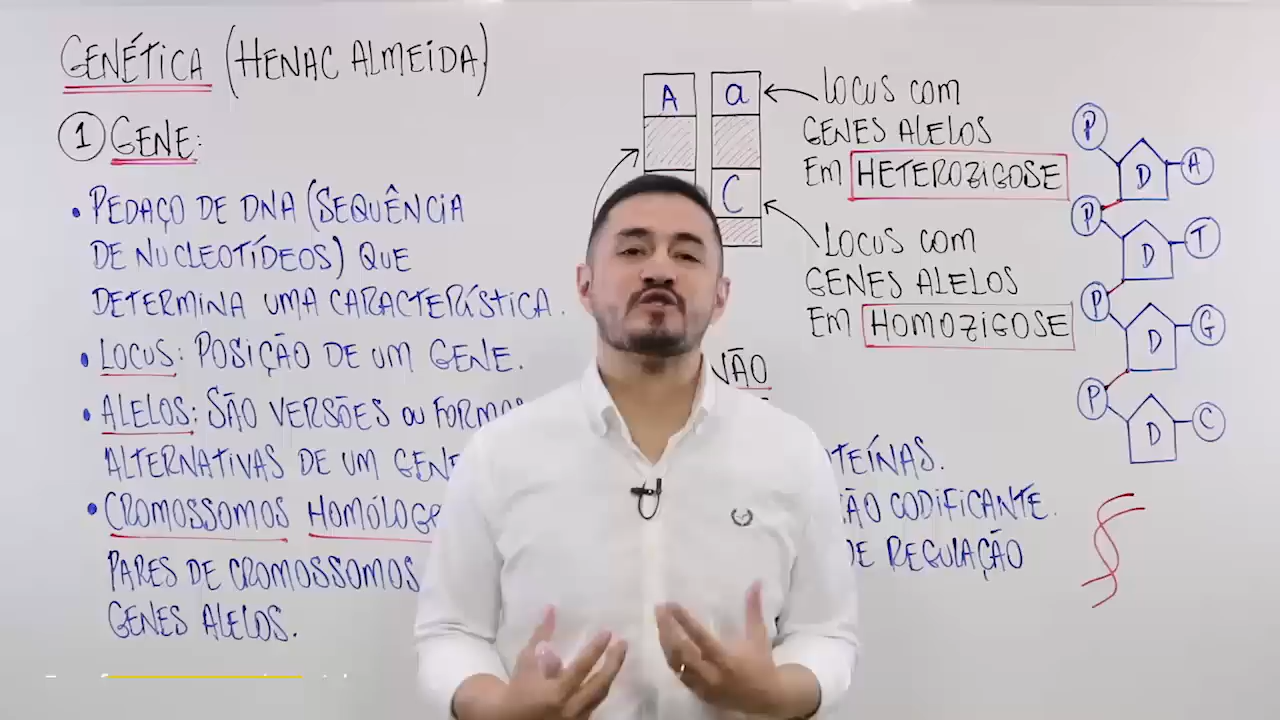 GENÉTICA (HENAC ALMEIDA)
1 GENE:
• PEDAÇO DE DNA (SEQUÊNCIA
DE NUCLEOTÍDEOS) QUE
DETERMINA UMA CARACTERÍSTICA.
• LOCUS: POSIÇÃO DE UM GENE.
• ALELOS: SÃO VERSÕES OU FORMAS
ALTERNATIVAS DE UM GENE
• CROMOSSOMOS HOMÓLOG
PARES DE CROMOSSOMOS
GENES ALELOS.
A a
C
LOCUS COM
GENES ALELOS
EM HETEROZIGOSE
LOCUS COM
GENES ALELOS
EM HOMOZIGOSE
NÃO
TEÍNAS.
ÃO CODIFICANTE.
DE REGULAÇÃO
P
D A
P
D T
P
D G
P
D C